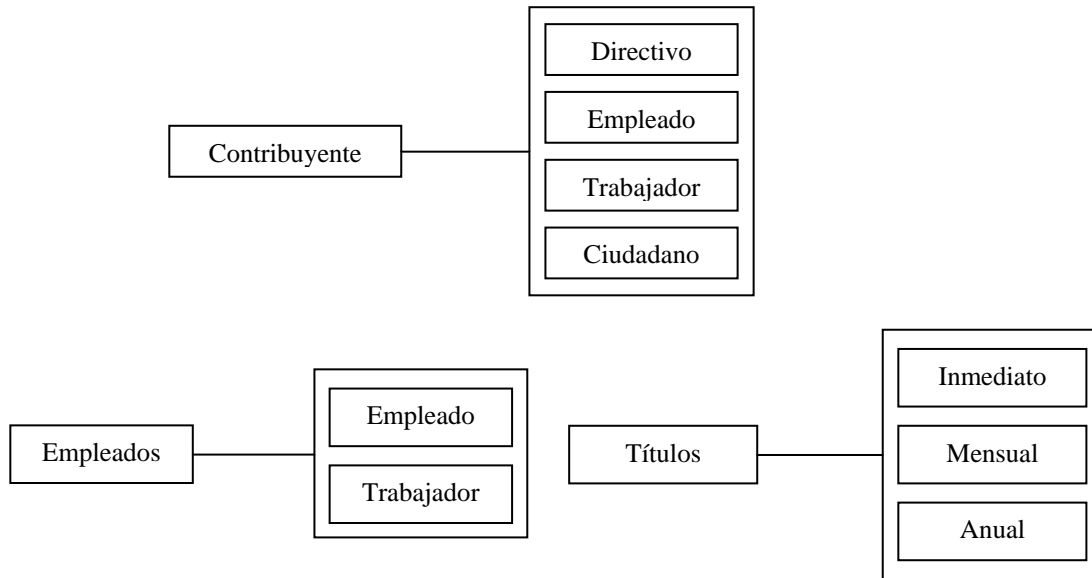 Contribuyente
Directivo
Empleado
Trabajador
Ciudadano
Empleados
Empleado
Trabajador
Títulos
Inmediato
Mensual
Anual